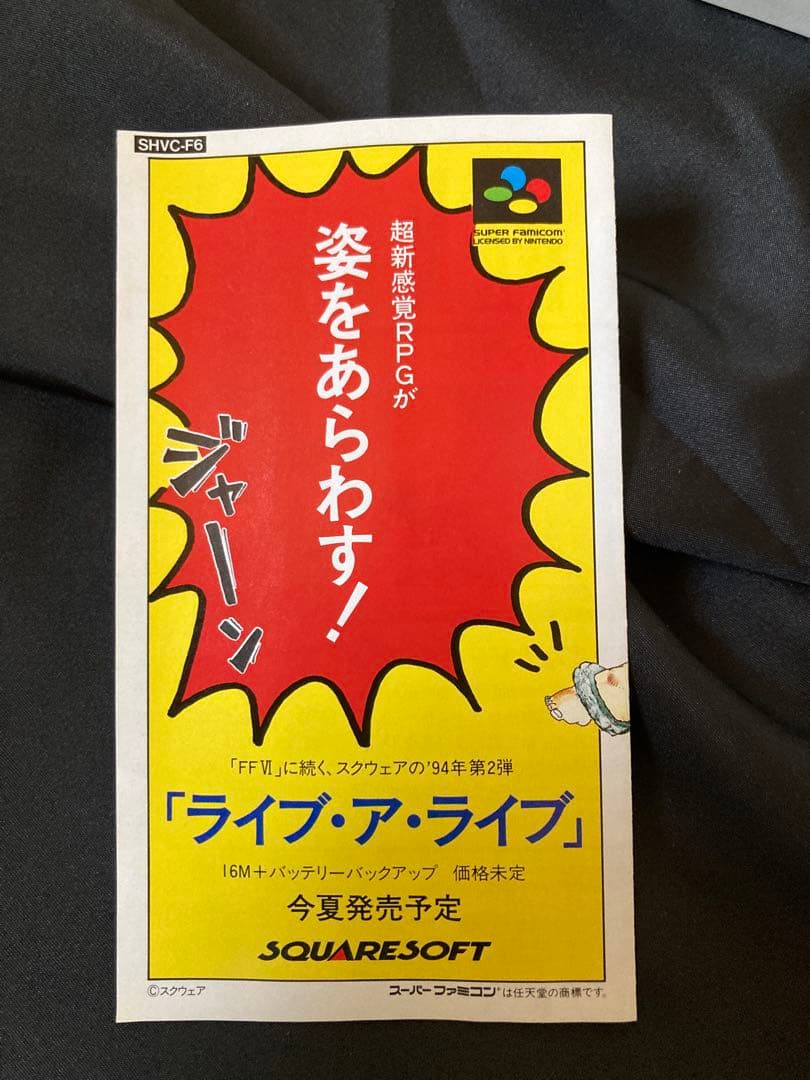 SHVC-F6
SUPER FAMICOM
LICENSED BY NINTENDO
超新感覚RPGが
姿をあらわす!
ジャーン
「FFⅥ」に続く、スクウェアの'94年第2弾
「ライブ・ア・ライブ」
16M+バッテリーバックアップ 価格未定
今夏発売予定
SQUARESOFT
©スクウェア
スーパーファミコン®は任天堂の商標です。